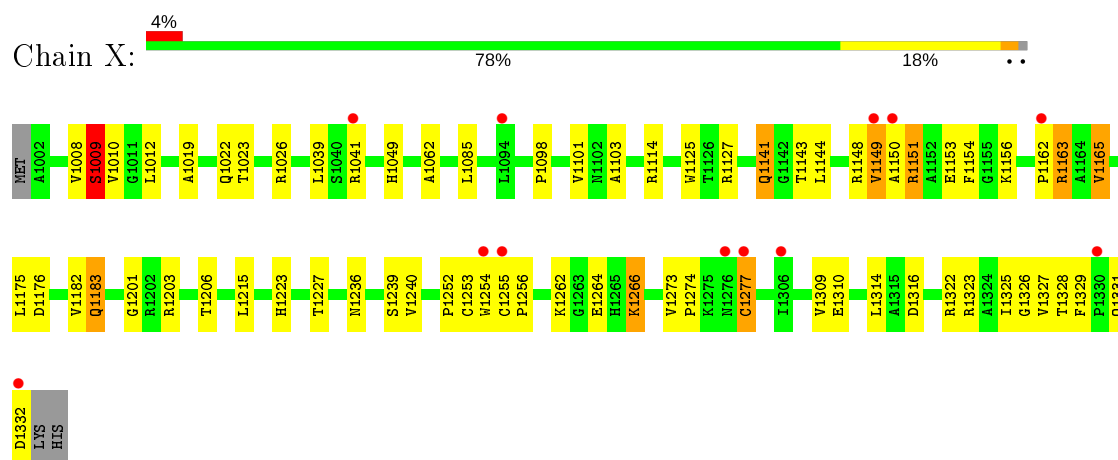 4%
Chain X:
78% 18% • •
MET A1002 V1008 S1009 V1010 G1011 L1012 A1019 Q1022 T1023 R1026 L1039 S1040 R1041 H1049 A1062 L1085 L1094 P1098 V1101 N1102 A1103 R1114 W1125 T1126 R1127 Q1141 G1142 T1143 L1144 R1148 V1149 A1150 R1151 A1152 E1153 F1154 G1155 K1156 P1162 R1163 A1164 V1165
L1175 D1176 V1182 Q1183 G1201 R1202 R1203 T1206 L1215 H1223 T1227 N1236 S1239 V1240 P1252 C1253 W1254 C1255 P1256 K1262 G1263 E1264 H1265 K1266 V1273 P1274 K1275 N1276 C1277 I1306 V1309 E1310 L1314 A1315 D1316 R1322 R1323 A1324 I1325 G1326 V1327 T1328 F1329 P1330 Q1331
D1332 LYS HIS